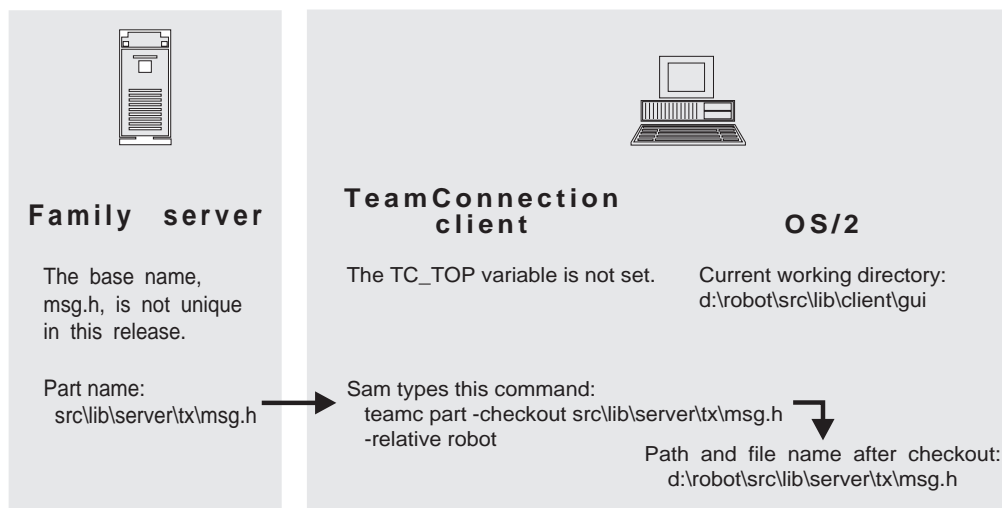 Family server
The base name,
msg.h, is not unique
in this release.
Part name:
src\lib\server\tx\msg.h
TeamConnection
client
The TC_TOP variable is not set.
Sam types this command:
teamc part -checkout src\lib\server\tx\msg.h
-relative robot
OS/2
Current working directory:
d:\robot\src\lib\client\gui
Path and file name after checkout:
d:\robot\src\lib\server\tx\msg.h